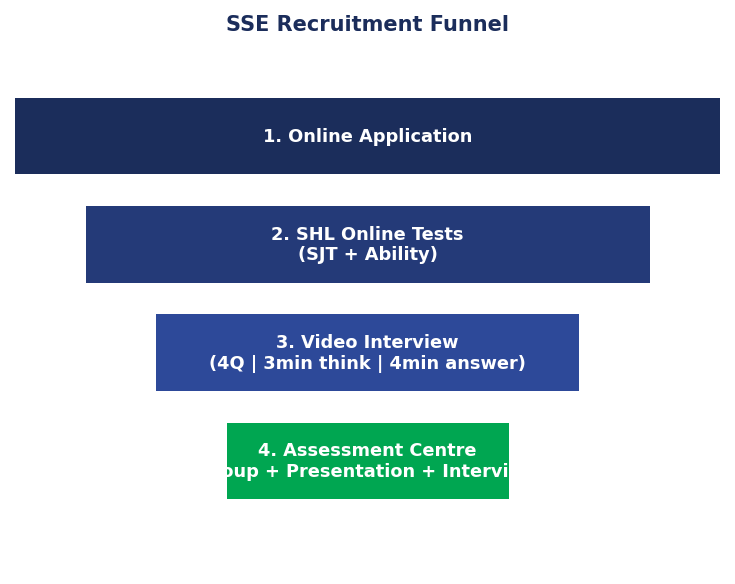 SSE Recruitment Funnel
1. Online Application
2. SHL Online Tests
(SJT + Ability)
3. Video Interview
(4Q | 3min think | 4min answer)
4. Assessment Centre
oup + Presentation + Intervi